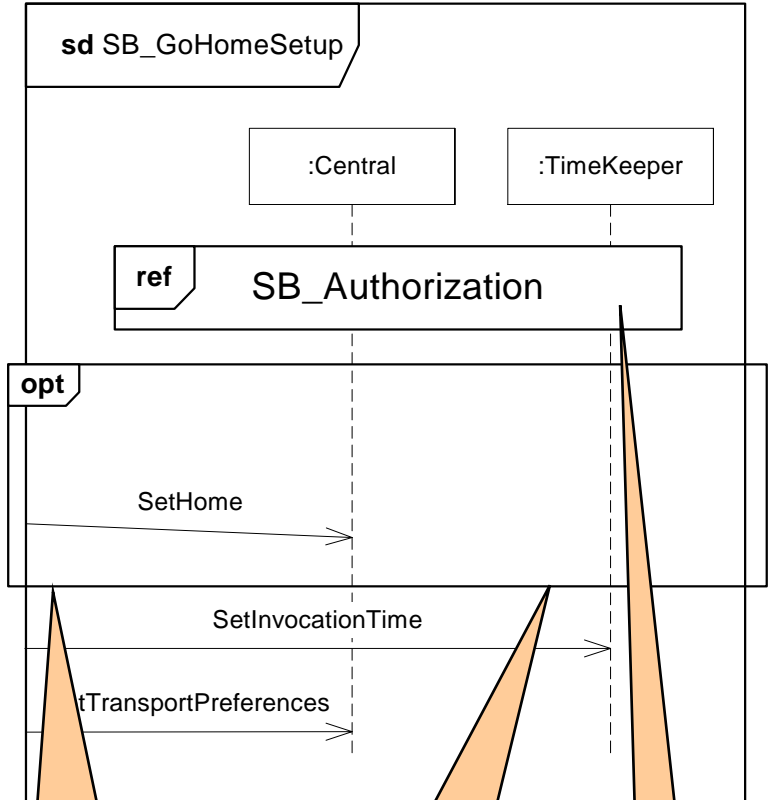 sd SB_GoHomeSetup
:Central
:TimeKeeper
ref
SB_Authorization
opt
SetHome
SetInvocationTime
tTransportPreferences